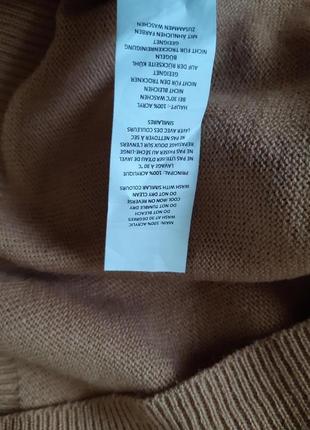 MAIN: 100% ACRYLIC
WASH AT 30 DEGREES
DO NOT BLEACH
DO NOT TUMBLE DRY
COOL IRON ON REVERSE
DO NOT DRY CLEAN
WASH WITH SIMILAR COLOURS
PRINCIPAL: 100% ACRYLIQUE
LAVAGE À 30 °C
NE PAS UTILISER D'EAU DE JAVEL
NE PAS PASSER AU SÈCHE-LINGE
REPASSAGE DOUX SUR L'ENVERS
NE PAS NETTOYER À SEC
LAVER AVEC DES COULEURS
SIMILAIRES
HAUPT-: 100% ACRYL
BEI 30°C WASCHEN
NICHT BLEICHEN
NICHT FÜR DEN TROCKNER
GEEIGNET
AUF DER RÜCKSEITE KÜHL
BÜGELN
NICHT FÜR TROCKENREINIGUNG
GEEIGNET
MIT ÄHNLICHEN FARBEN
ZUSAMMEN WASCHEN